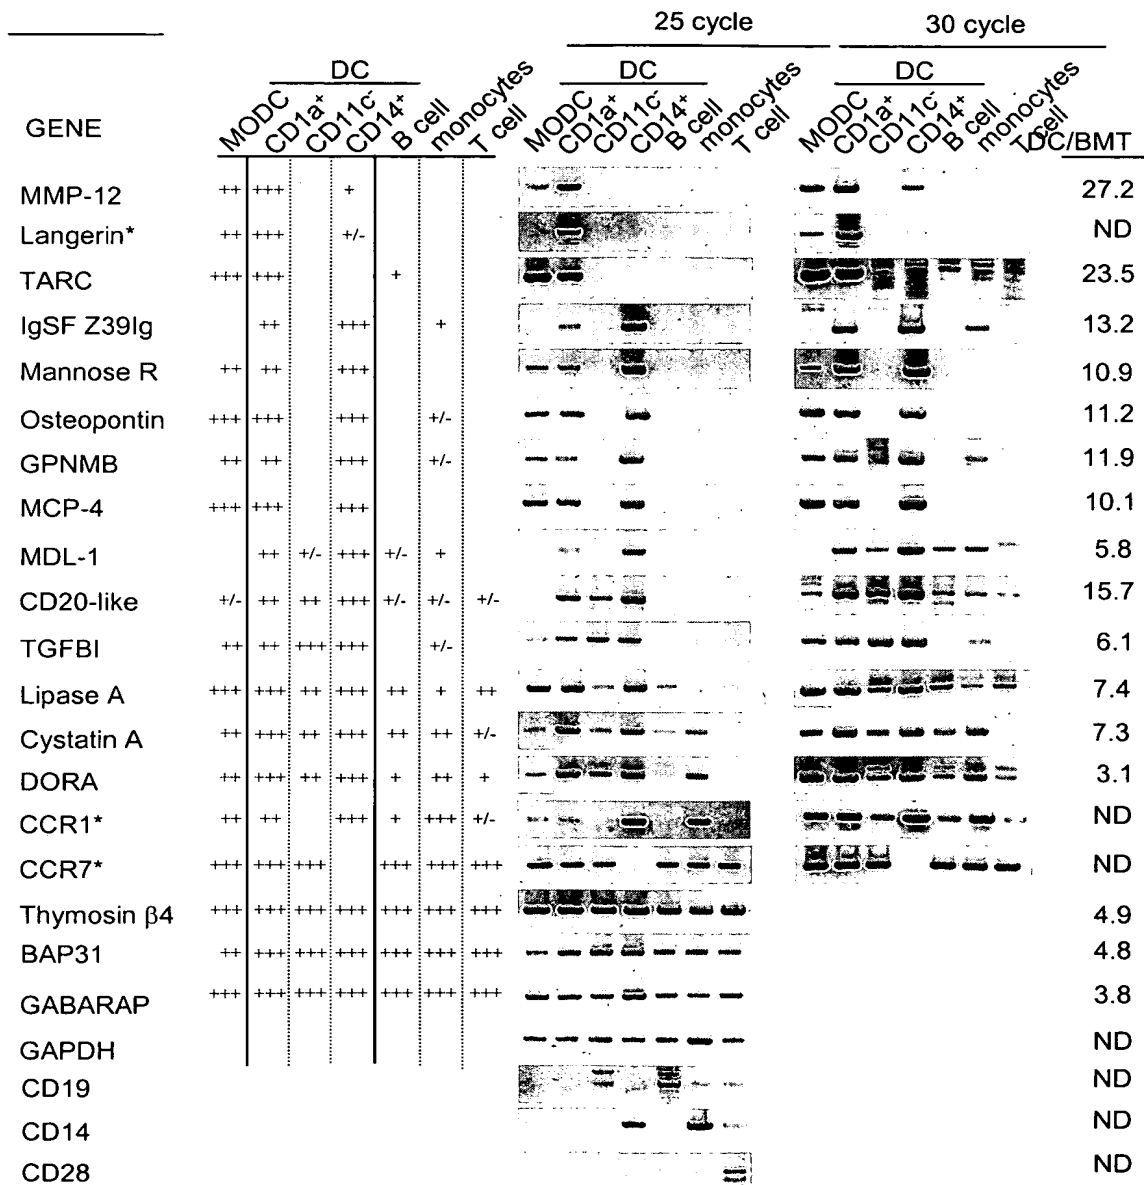 25 cycle 30 cycle
DC DC DC
GENE MODC CD1a+ CD11c- CD14+ B cell monocytes T cell MODC CD1a+ CD11c- CD14+ B cell monocytes T cell MODC CD1a+ CD11c- CD14+ B cell monocytes T cell DC/BMT
MMP-12 ++ +++ + 27.2
Langerin* ++ +++ +/- ND
TARC +++ +++ + 23.5
IgSF Z39Ig ++ +++ + 13.2
Mannose R ++ ++ +++ 10.9
Osteopontin +++ +++ +++ +/- 11.2
GPNMB ++ ++ +++ +/- 11.9
MCP-4 +++ +++ +++ 10.1
MDL-1 ++ +/- +++ +/- + 5.8
CD20-like +/- ++ ++ +++ +/- +/- +/- 15.7
TGFBI ++ ++ +++ +++ +/- 6.1
Lipase A +++ +++ ++ +++ ++ + ++ 7.4
Cystatin A ++ +++ ++ +++ ++ ++ +/- 7.3
DORA ++ +++ ++ +++ + ++ + 3.1
CCR1* ++ ++ +++ + +++ +/- ND
CCR7* +++ +++ +++ +++ +++ +++ ND
Thymosin β4 +++ +++ +++ +++ +++ +++ +++ 4.9
BAP31 ++ +++ +++ +++ +++ +++ +++ 4.8
GABARAP +++ +++ +++ +++ +++ +++ +++ 3.8
GAPDH ND
CD19 ND
CD14 ND
CD28 ND